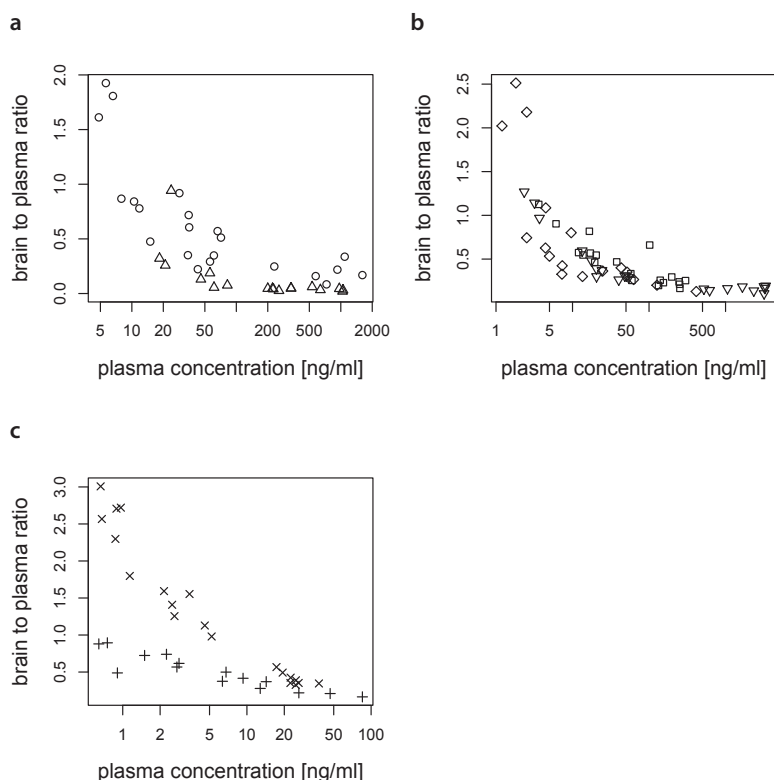 a
2.0
1.5
1.0
0.5
0.0
brain to plasma ratio
5 10 20 50 200 500 2000
plasma concentration [ng/ml]
b
2.5
2.0
1.5
1.0
0.5
brain to plasma ratio
1 5 50 500
plasma concentration [ng/ml]
c
3.0
2.5
2.0
1.5
1.0
0.5
brain to plasma ratio
1 2 5 10 20 50 100
plasma concentration [ng/ml]